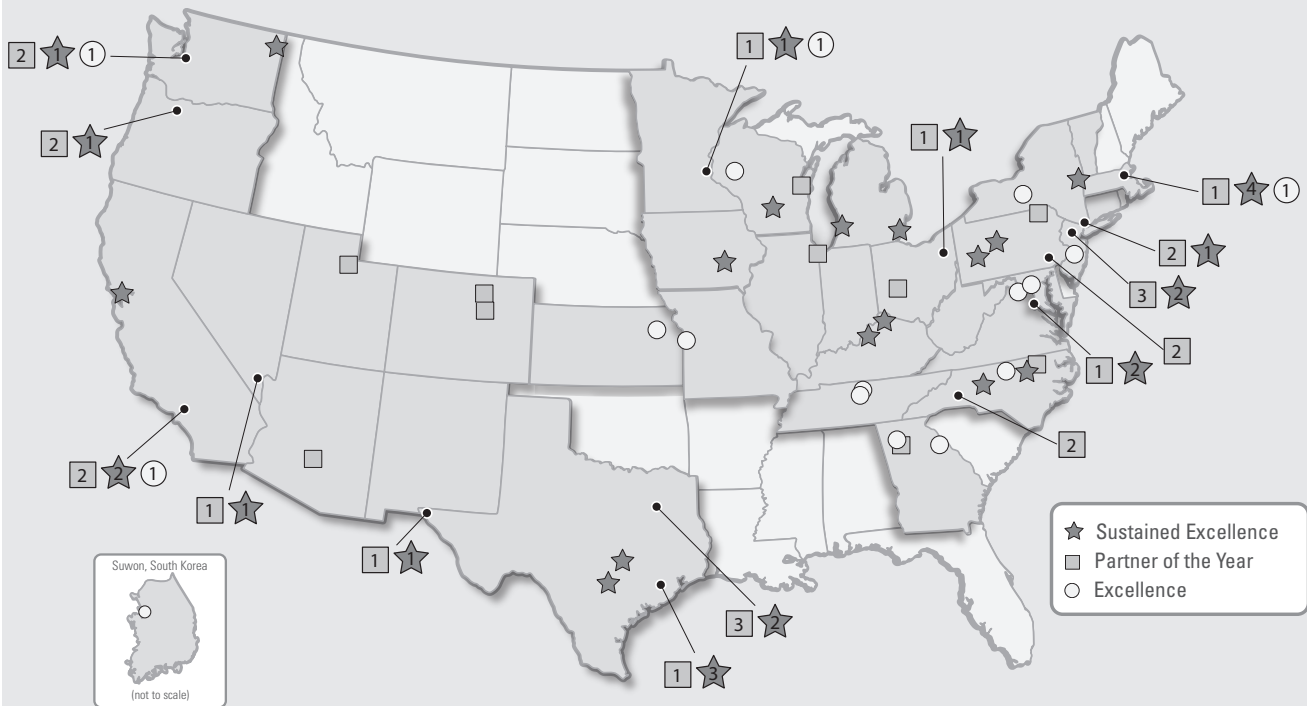 2 1 1
1 1 1
2 1
1 1
1 4 1
2 1
3 2
2
1 2
2
2 2 1
1 1
1 1
3 2
1 3
Sustained Excellence
Partner of the Year
Excellence
Suwon, South Korea
(not to scale)